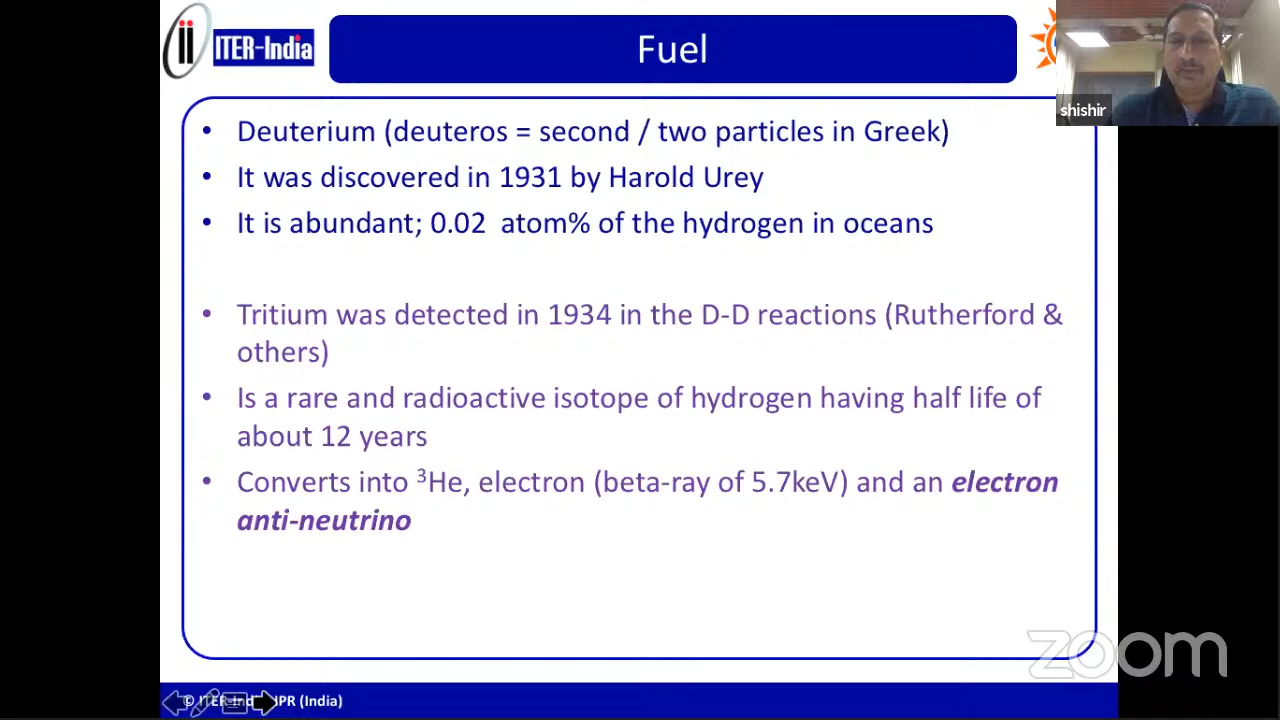 ITER-India
Fuel
shishir
• Deuterium (deuteros = second / two particles in Greek)
• It was discovered in 1931 by Harold Urey
• It is abundant; 0.02 atom% of the hydrogen in oceans
• Tritium was detected in 1934 in the D-D reactions (Rutherford &
others)
• Is a rare and radioactive isotope of hydrogen having half life of
about 12 years
• Converts into ³He, electron (beta-ray of 5.7keV) and an electron
anti-neutrino
zoom
© (India)